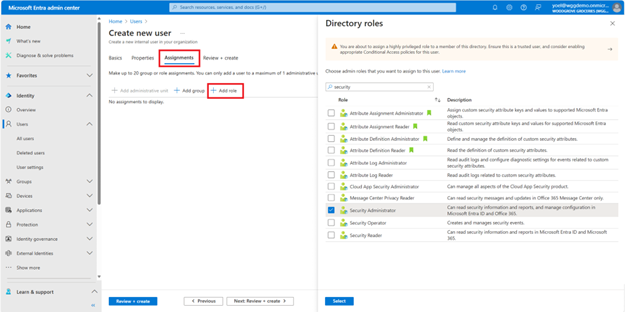 Microsoft Entra admin center
Search resources, services, and docs (G+/)
Home
What's new
Diagnose & solve problems
Favorites
Identity
Overview
Users
All users
Deleted users
User settings
Groups
Devices
Applications
Protection
Identity governance
External Identities
Show more
Learn & support
Home > Users >
Create new user
Create a new internal user in your organization
Basics
Properties
Assignments
Review + create
Make up to 20 group or role assignments. You can only add a user to a maximum of 1 administrative u
Add administrative unit
Add group
Add role
No assignments to display.
Review + create
Previous
Next: Review + create
Directory roles
You are about to assign a highly privileged role to a member of this directory. Ensure this is a trusted user, and consider enabling
appropriate Conditional Access policies for this user.
Choose admin roles that you want to assign to this user. Learn more
security
Role
Description
Attribute Assignment Administrator
Assign custom security attribute keys and values to supported Microsoft Entra
objects.
Attribute Assignment Reader
Read custom security attribute keys and values for supported Microsoft Entra
objects.
Attribute Definition Administrator
Define and manage the definition of custom security attributes.
Attribute Definition Reader
Read the definition of custom security attributes.
Attribute Log Administrator
Read audit logs and configure diagnostic settings for events related to custom
security attributes.
Attribute Log Reader
Read audit logs related to custom security attributes.
Cloud App Security Administrator
Can manage all aspects of the Cloud App Security product.
Message Center Privacy Reader
Can read security messages and updates in Office 365 Message Center only.
Security Administrator
Can read security information and reports, and manage configuration in
Microsoft Entra ID and Office 365.
Security Operator
Creates and manages security events.
Security Reader
Can read security information and reports in Microsoft Entra ID and Office
365.
Select